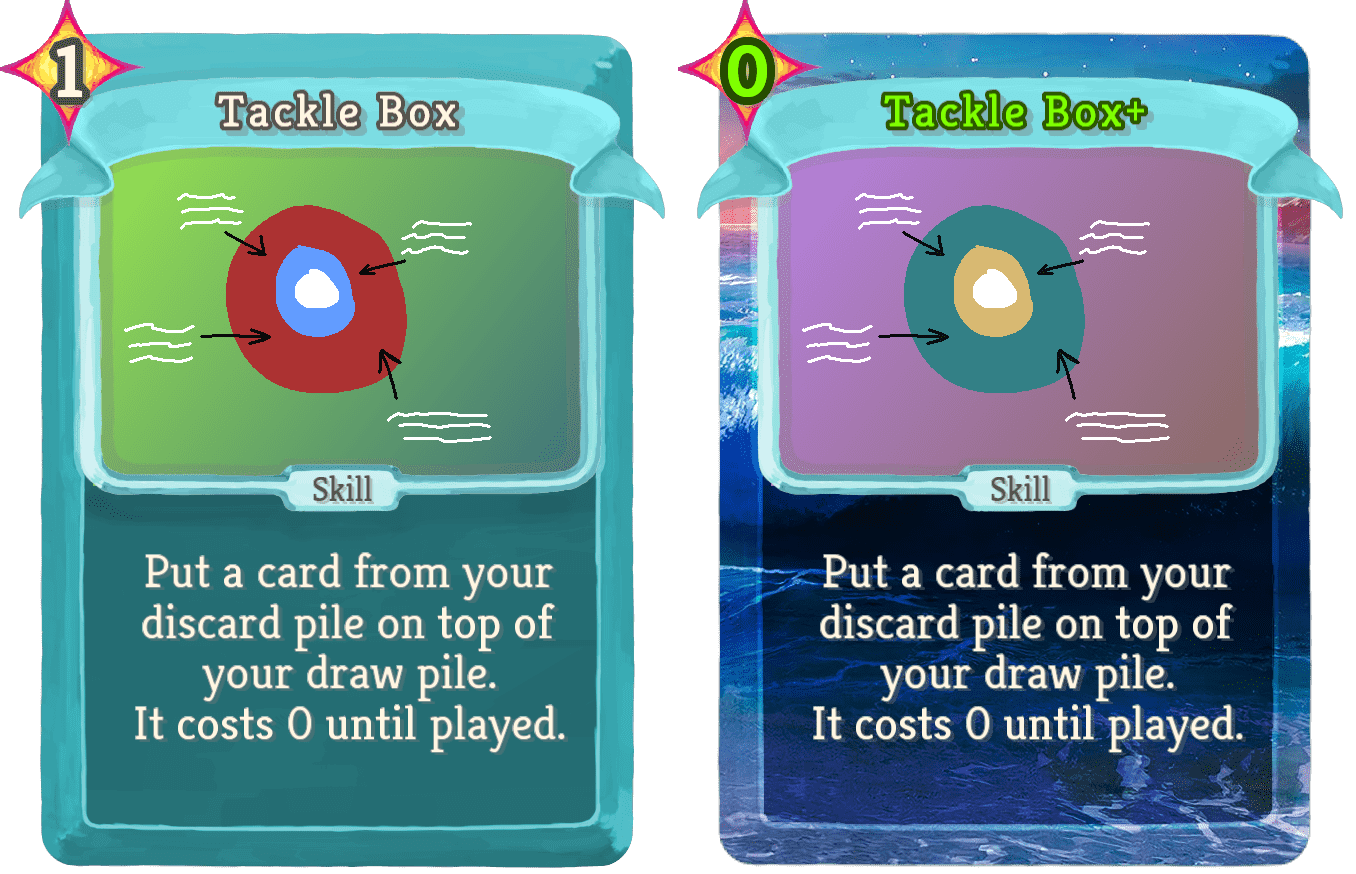 1
Tackle Box
Skill
Put a card from your
discard pile on top of
your draw pile.
It costs 0 until played.
0
Tackle Box+
Skill
Put a card from your
discard pile on top of
your draw pile.
It costs 0 until played.